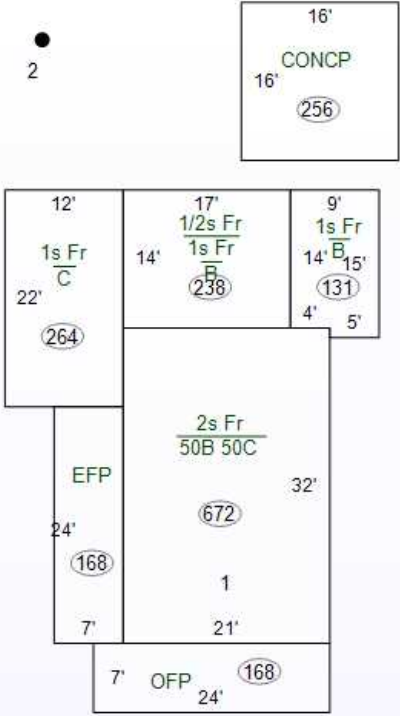 16'
CONCP
16'
256
2
12'
1s Fr
C
22'
264
17'
1/2s Fr
1s Fr
B
14'
238
9'
1s Fr
B
14' 15'
131
4'
5'
2s Fr
50B 50C
32'
672
1
21'
EFP
24'
168
7'
7'
OFP
168
24'